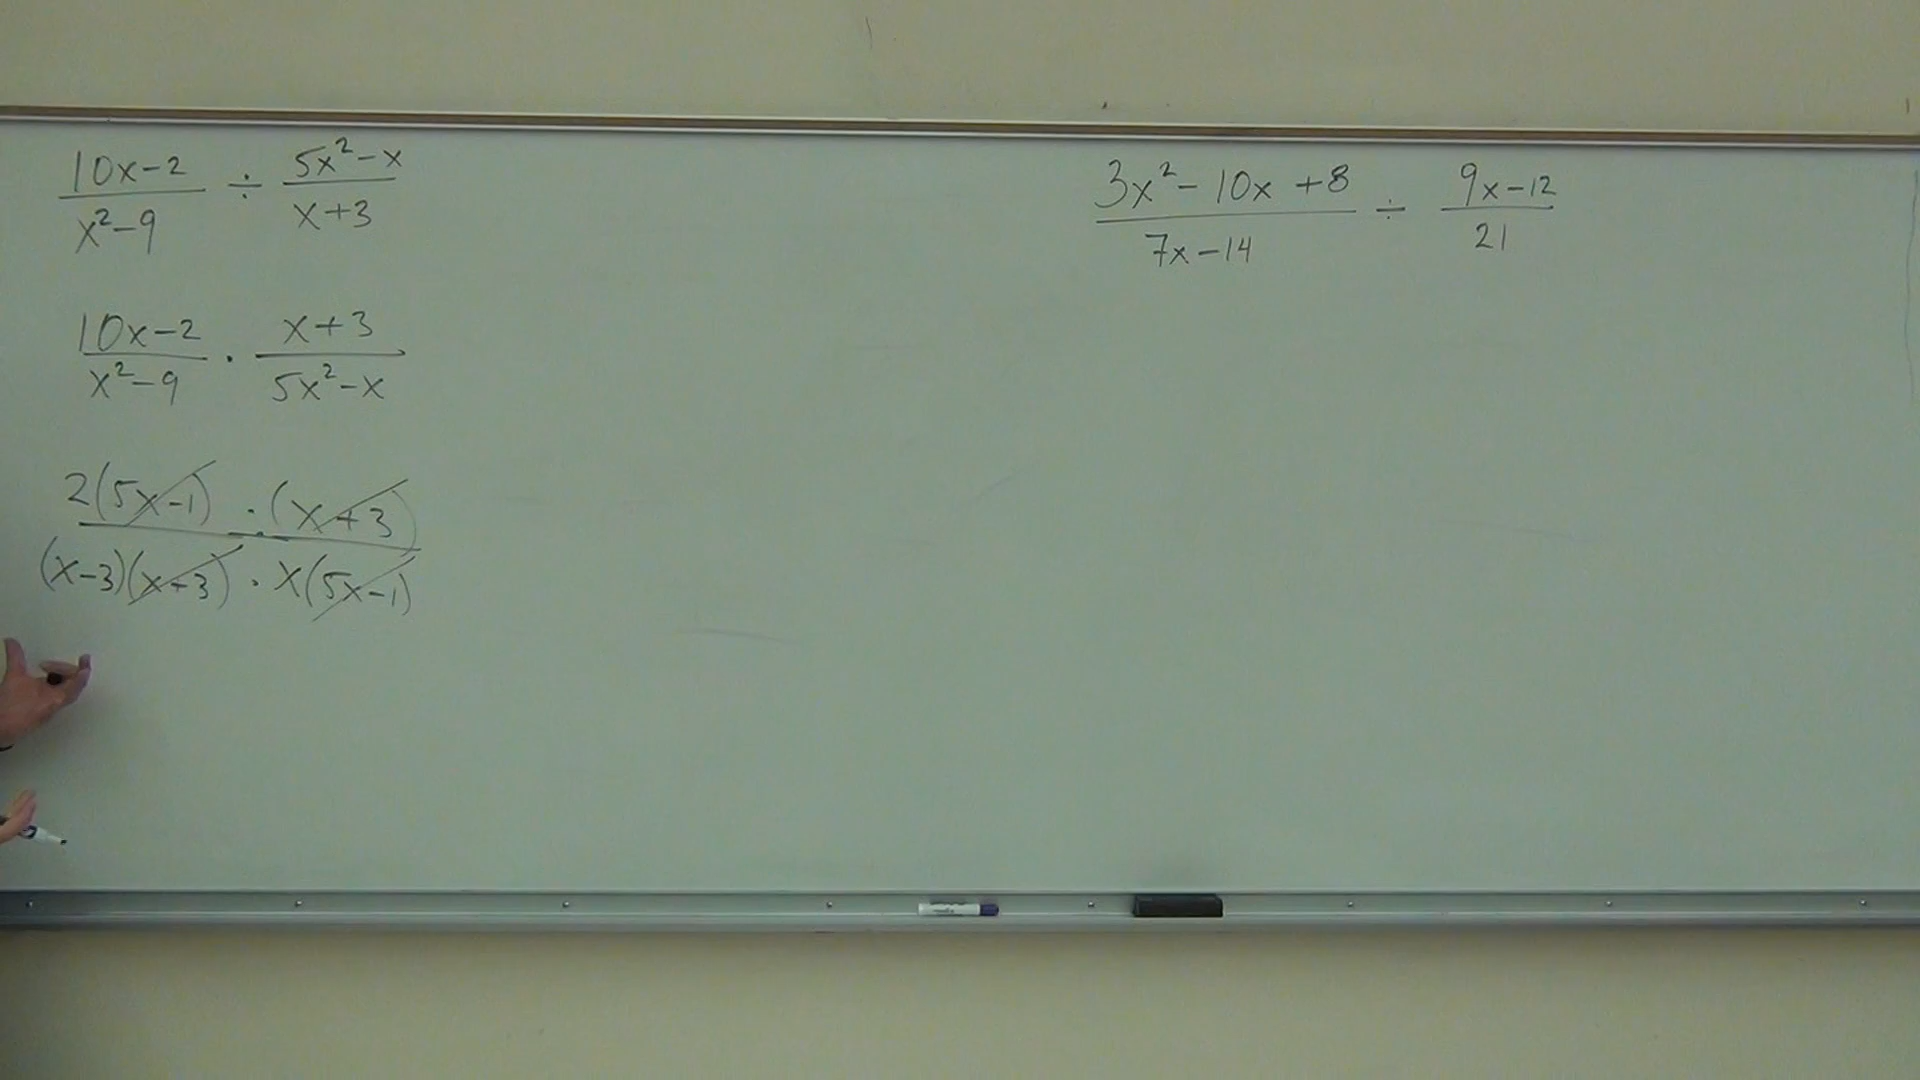 10x-2 ÷ 5x²-x
x²-9 x+3
10x-2 · x+3
x²-9 5x²-x
2(5x-1) · (x+3)
(x-3)(x+3) · x(5x-1)
3x²- 10x +8 ÷ 9x-12
7x-14 21